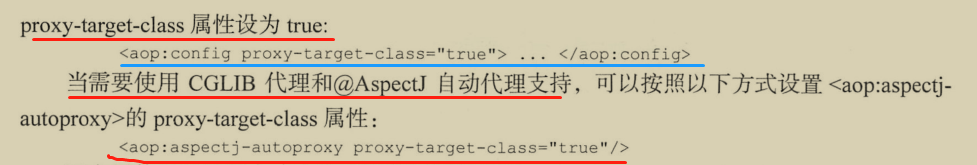 proxy-target-class 属性设为 true:
<aop:config proxy-target-class="true"> ... </aop:config>
当需要使用 CGLIB 代理和@AspectJ 自动代理支持，可以按照以下方式设置<aop:aspectj-
autoproxy>的 proxy-target-class 属性：
<aop:aspectj-autoproxy proxy-target-class="true"/>